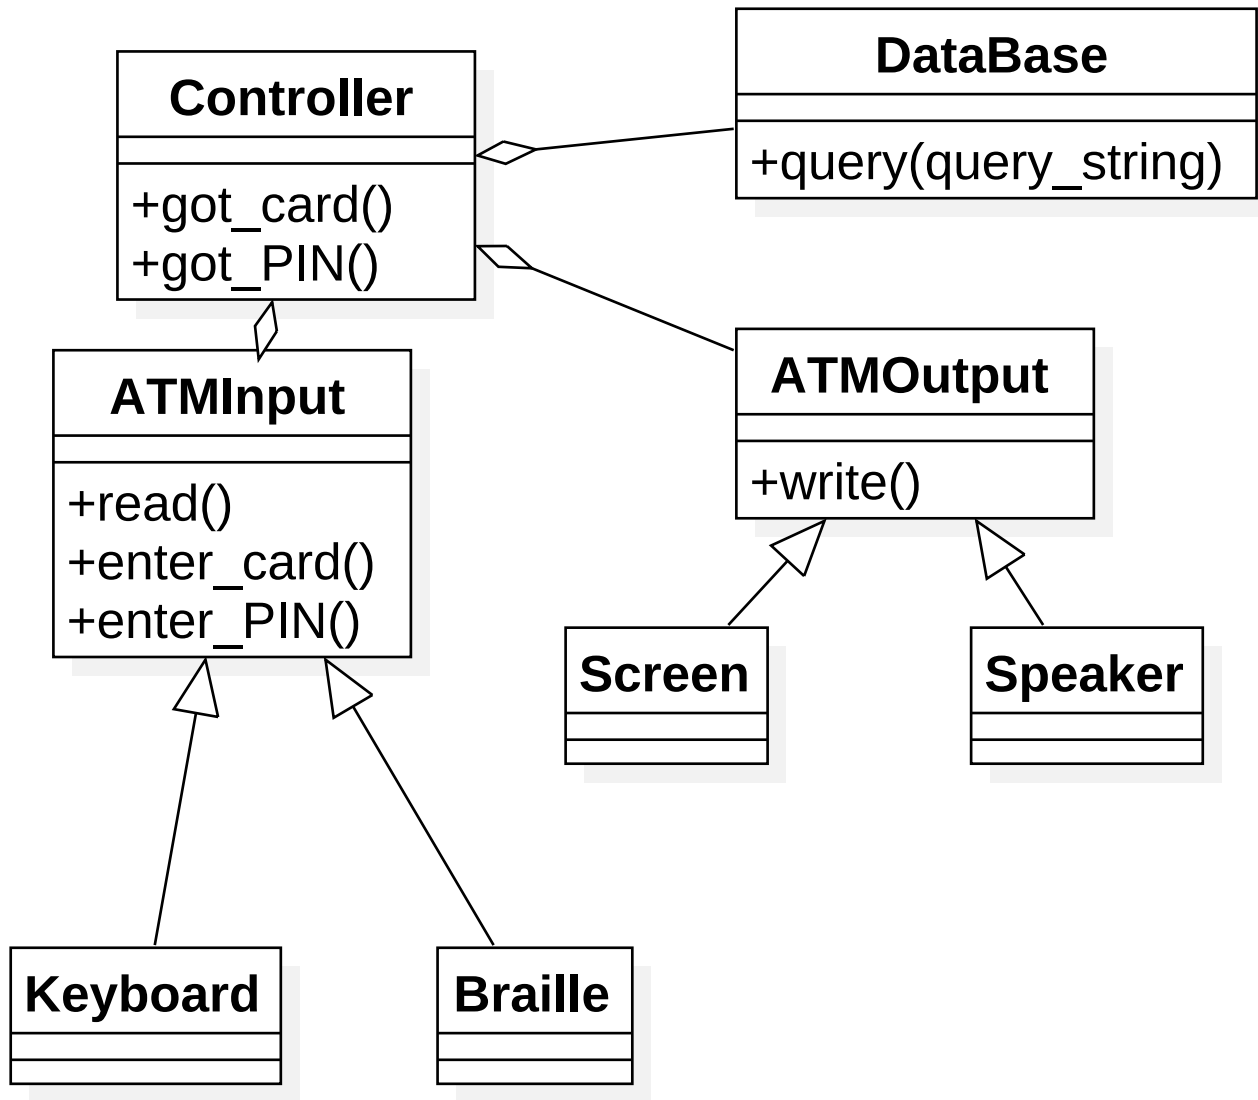 Controller
+got_card()
+got_PIN()
DataBase
+query(query_string)
ATMInput
+read()
+enter_card()
+enter_PIN()
ATMOutput
+write()
Screen
Speaker
Keyboard
Braille